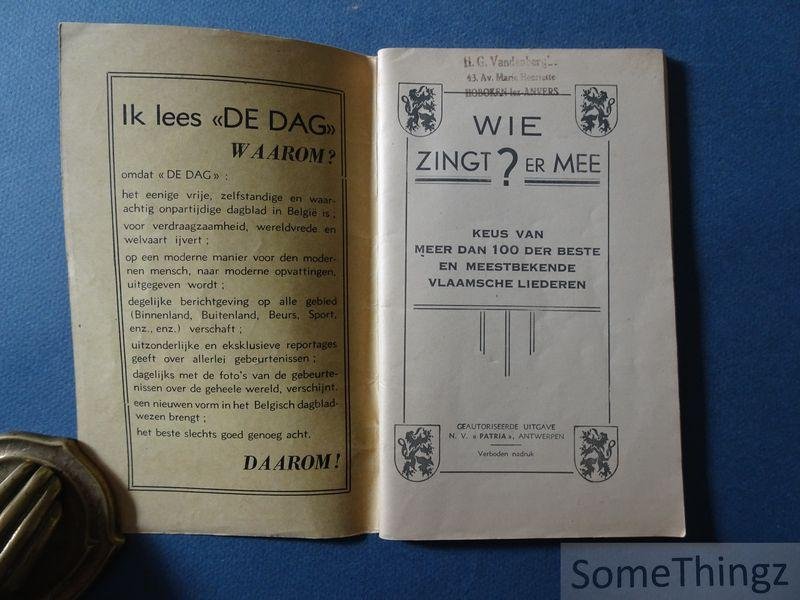 Ik lees «DE DAG»
WAAROM?
omdat « DE DAG » :
het eenige vrije, zelfstandige en waar-
achtig onpartijdige dagblad in België is ;
voor verdraagzaamheid, wereldvrede en
welvaart ijvert ;
op een moderne manier voor den moder-
nen mensch, naar moderne opvattingen,
uitgegeven wordt ;
degelijke berichtgeving op alle gebied
(Binnenland, Buitenland, Beurs, Sport,
enz., enz.) verschaft ;
uitzonderlijke en eksklusieve reportages
geeft over allerlei gebeurtenissen ;
dagelijks met de foto's van de gebeurte-
nissen over de geheele wereld, verschijnt.
een nieuwen vorm in het Belgisch dagblad-
wezen brengt ;
het beste slechts goed genoeg acht.
DAAROM!
H. G.
43. Av. Marie Henriette
HOBOKEN-lez-ANVERS
WIE
ZINGT ? ER MEE
KEUS VAN
MEER DAN 100 DER BESTE
EN MEESTBEKENDE
VLAAMSCHE LIEDEREN
GEAUTORISEERDE UITGAVE
N. V. « PATRIA », ANTWERPEN
Verboden nadruk
SomeThingz